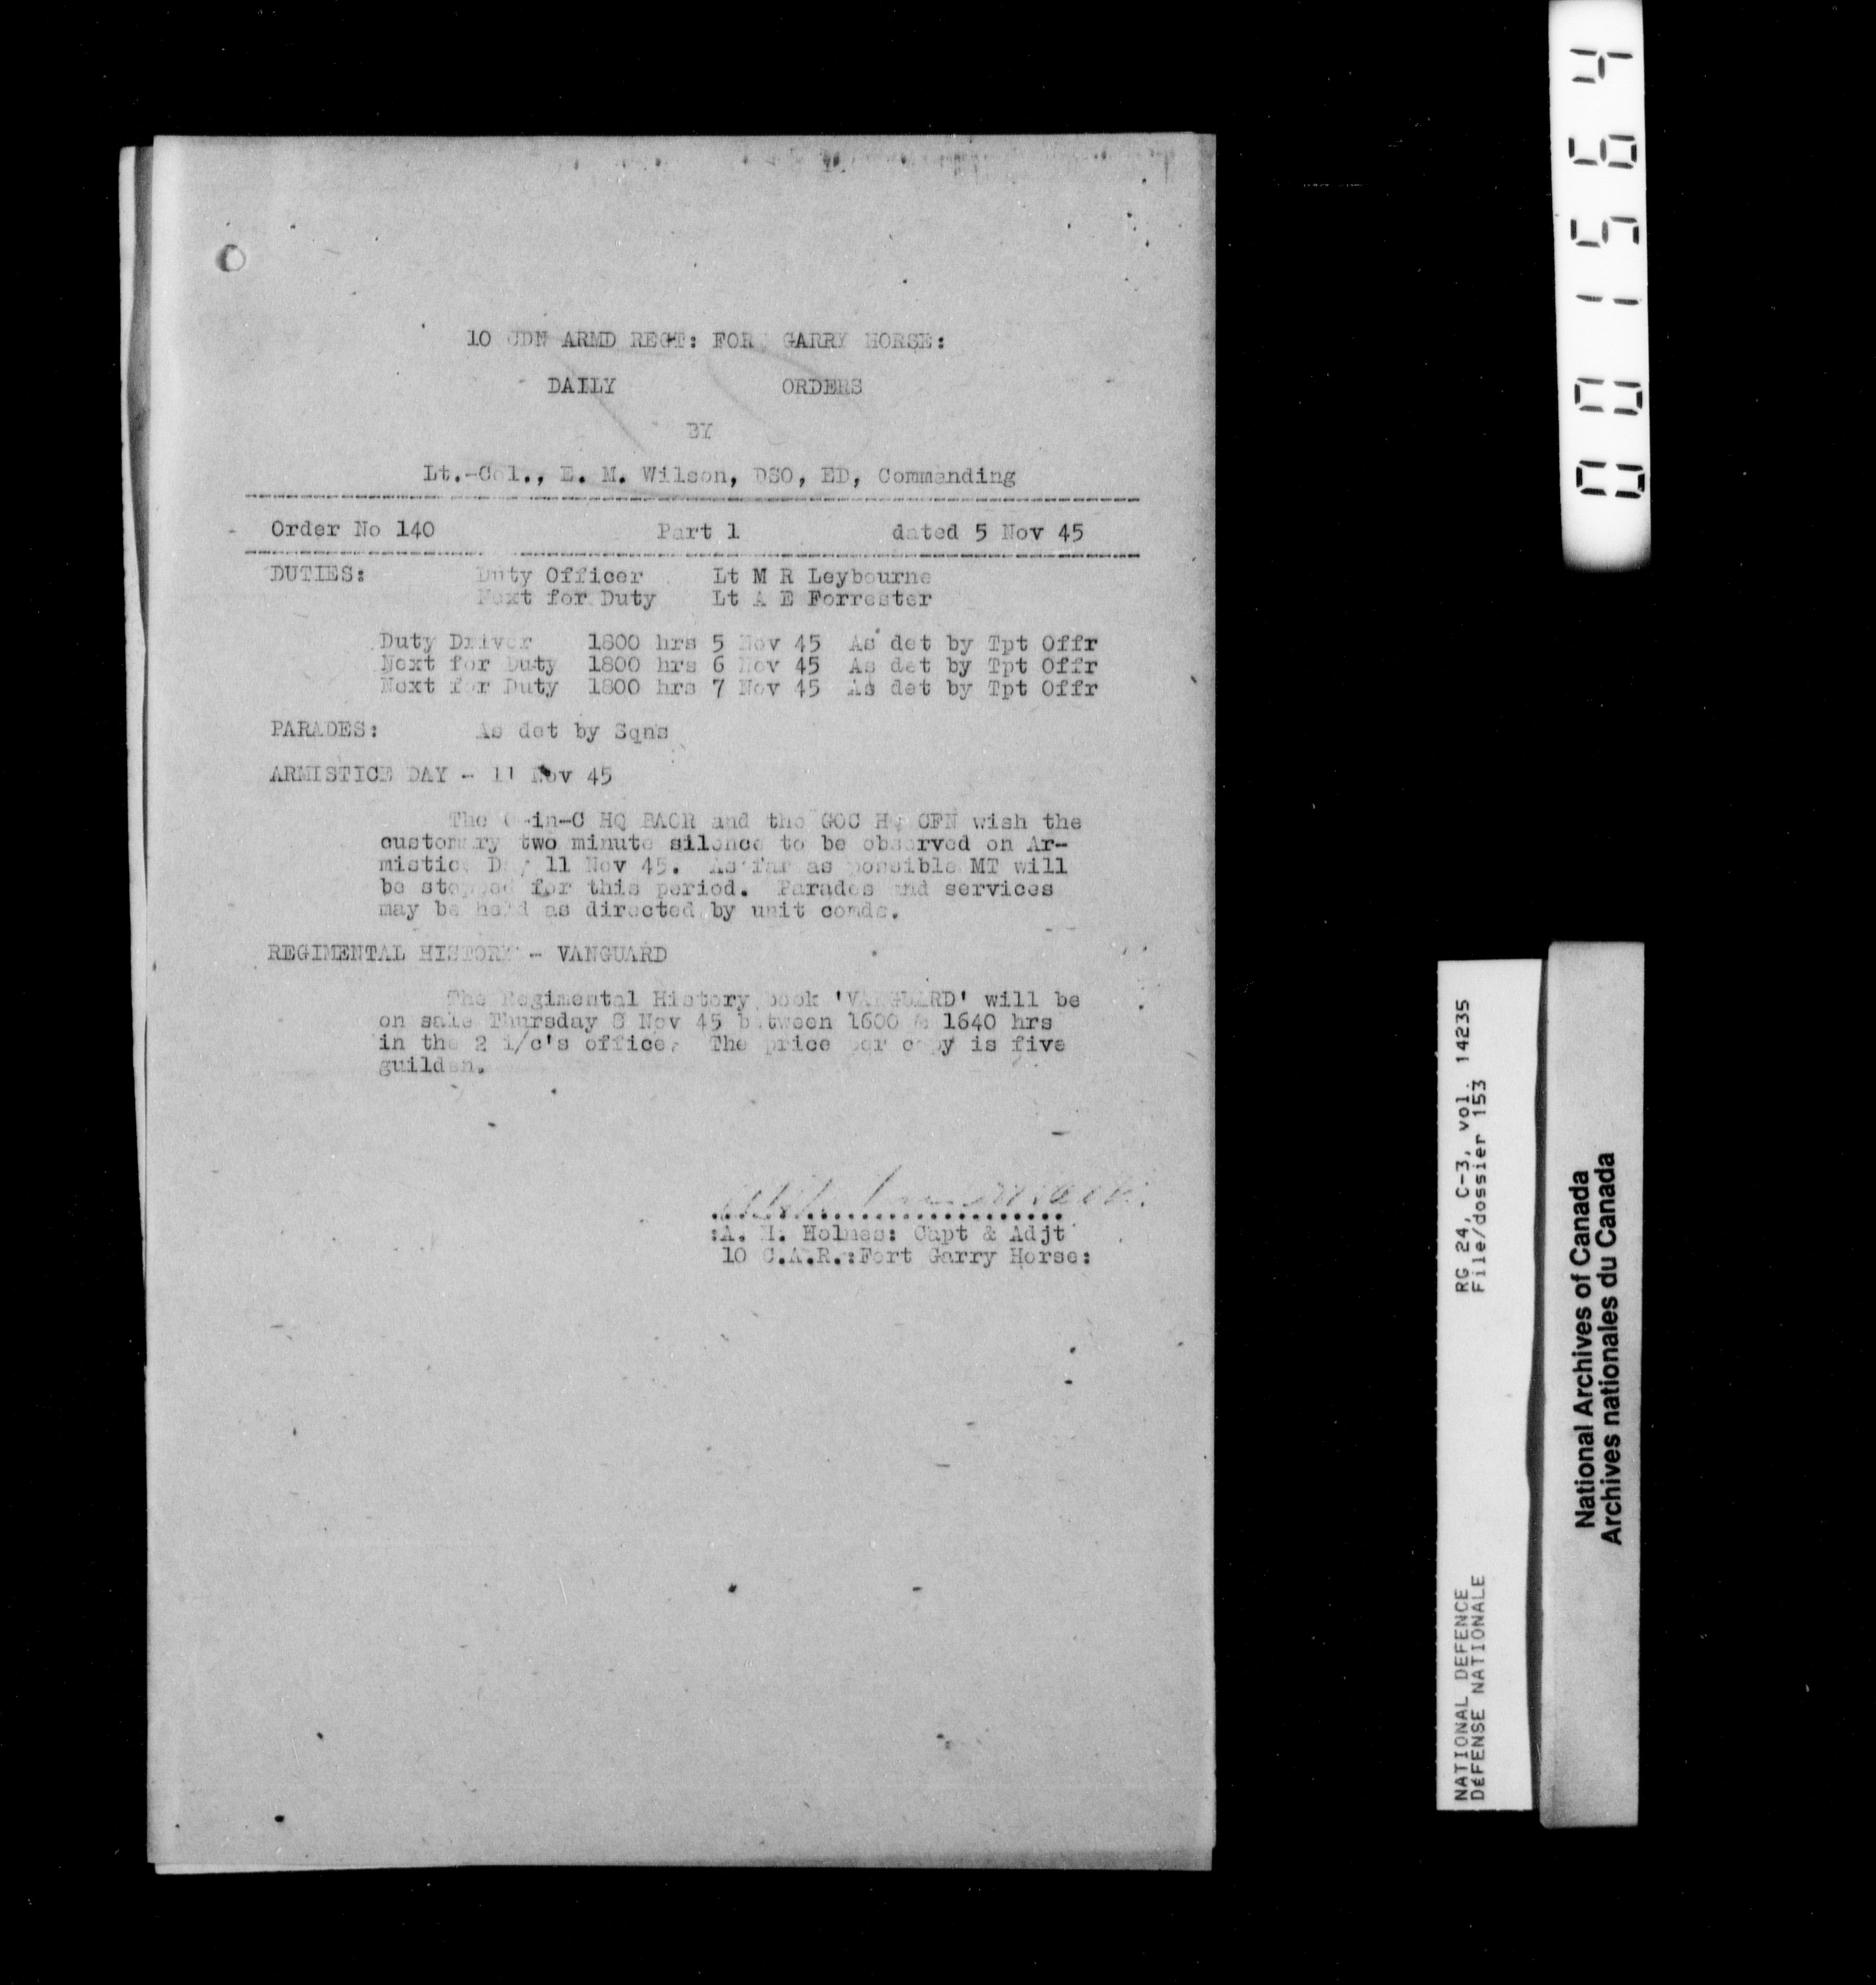 10 CDN ARMD REGT: FORT GARRY HORSE:
DAILY ORDERS
BY
Lt.-Col., E. M. Wilson, DSO, ED, Commanding
Order No 140 Part 1 dated 5 Nov 45
DUTIES: Duty Officer Lt M R Leybourne
Next for Duty Lt A E Forrester
Duty Driver 1800 hrs 5 Nov 45 As det by Tpt Offr
Next for Duty 1800 hrs 6 Nov 45 As det by Tpt Offr
Next for Duty 1800 hrs 7 Nov 45 As det by Tpt Offr
PARADES: As det by Sqns
ARMISTICE DAY - 11 Nov 45
The C-in-C HQ BAOR and the GOC HQ CFN wish the
customary two minute silence to be observed on Ar-
mistice Day 11 Nov 45. As far as possible MT will
be stopped for this period. Parades and services
may be held as directed by unit comds.
REGIMENTAL HISTORY - VANGUARD
The Regimental History book 'VANGUARD' will be
on sale Thursday 8 Nov 45 between 1600 & 1640 hrs
in the 2 i/c's office. The price per copy is five
guilden.
:A. H. Holmes: Capt & Adjt
10 C.A.R.:Fort Garry Horse:
0001564
RG 24, C-3, vol. 14235
File/dossier 153
NATIONAL DEFENCE
DÉFENSE NATIONALE
National Archives of Canada
Archives nationales du Canada